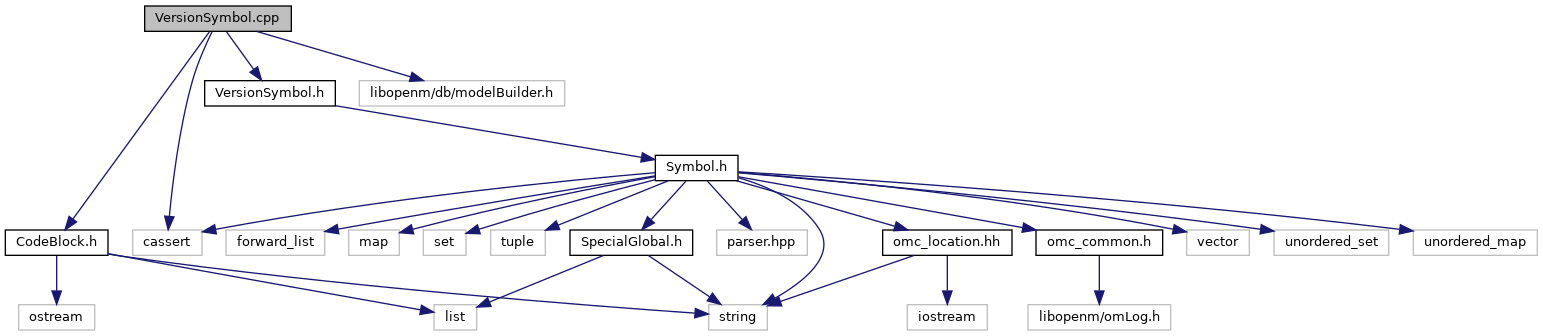 VersionSymbol.cpp
VersionSymbol.h
libopenm/db/modelBuilder.h
Symbol.h
CodeBlock.h
cassert
forward_list
map
set
tuple
SpecialGlobal.h
parser.hpp
omc_location.hh
omc_common.h
vector
unordered_set
unordered_map
ostream
list
string
iostream
libopenm/omLog.h